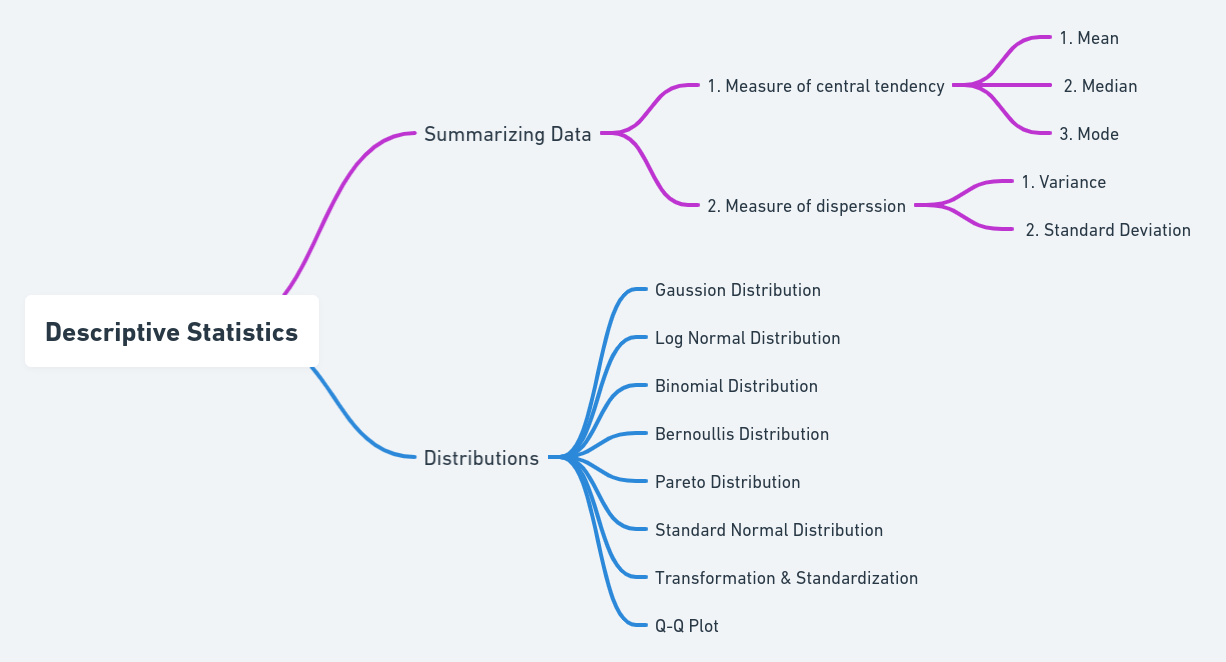 Descriptive Statistics
Summarizing Data
1. Measure of central tendency
1. Mean
2. Median
3. Mode
2. Measure of disperssion
1. Variance
2. Standard Deviation
Distributions
Gaussion Distribution
Log Normal Distribution
Binomial Distribution
Bernoullis Distribution
Pareto Distribution
Standard Normal Distribution
Transformation & Standardization
Q-Q Plot